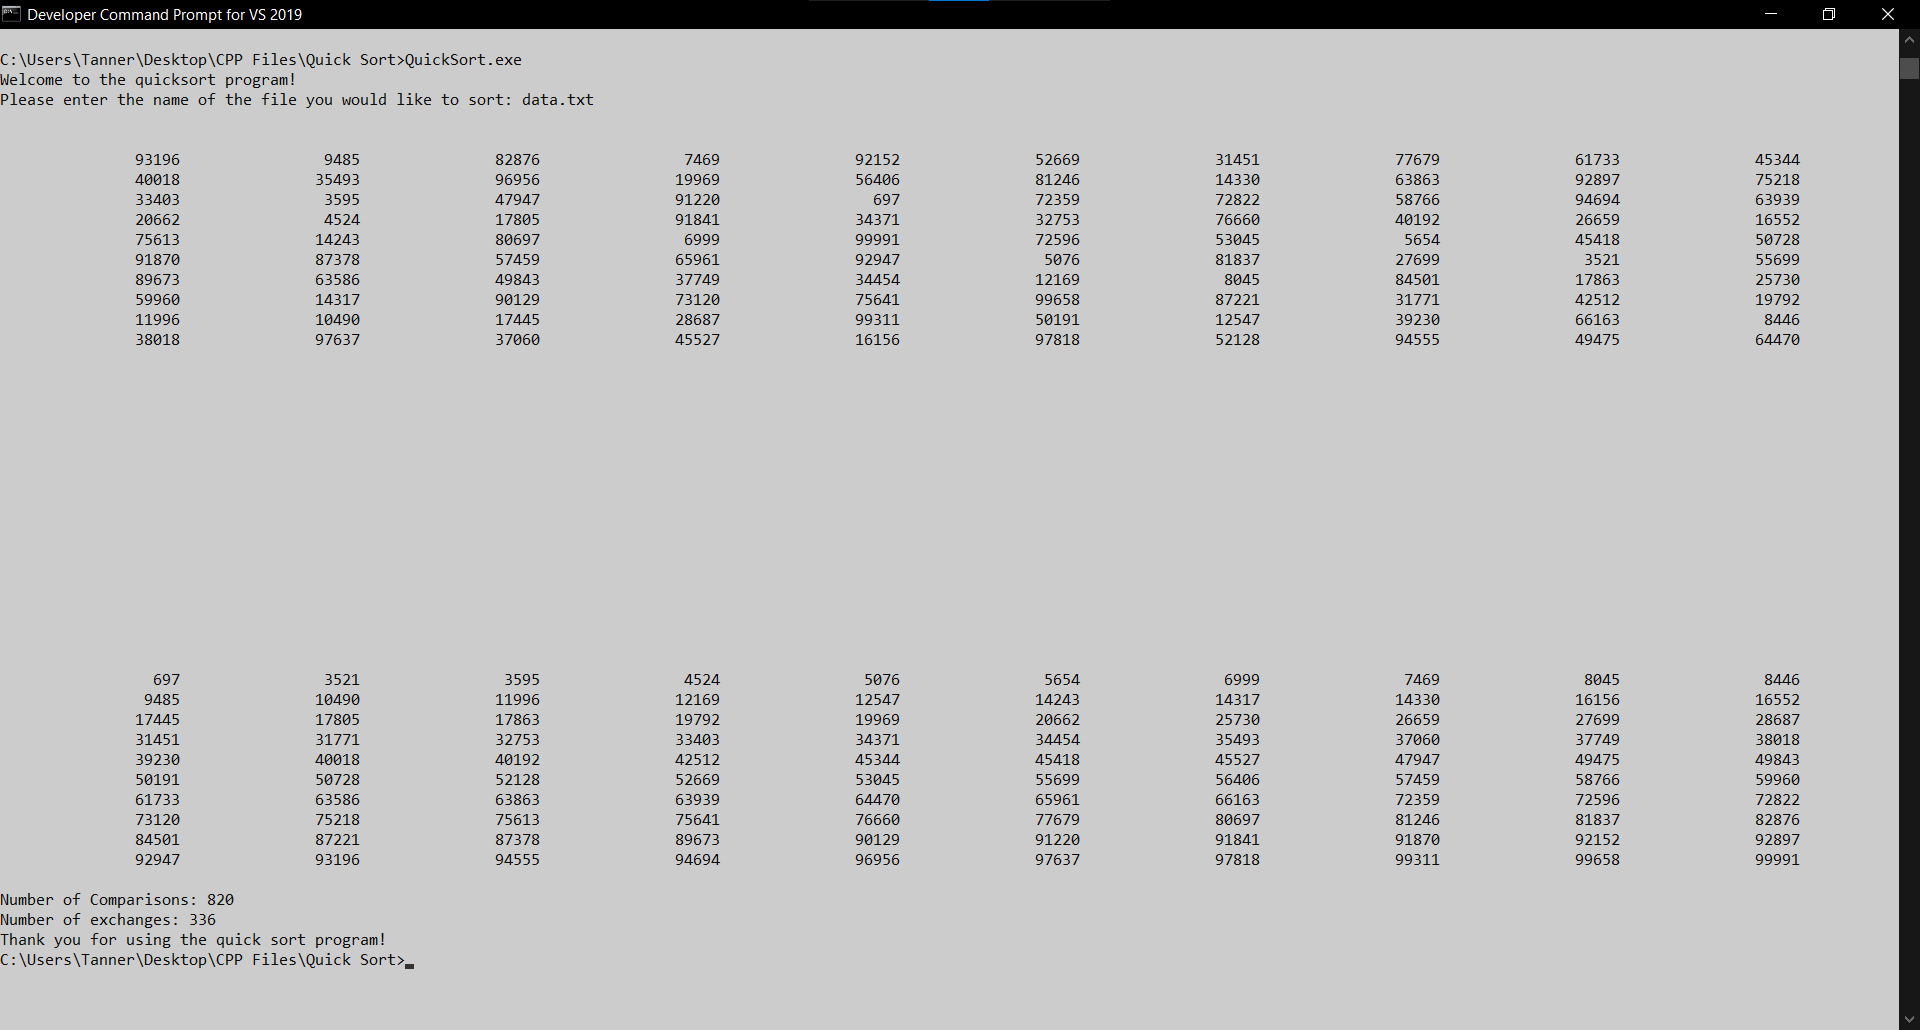 Developer Command Prompt for VS 2019
C:\Users\Tanner\Desktop\CPP Files\Quick Sort>QuickSort.exe
Welcome to the quicksort program!
Please enter the name of the file you would like to sort: data.txt
93196 9485 82876 7469 92152 52669 31451 77679 61733 45344
40018 35493 96956 19969 56406 81246 14330 63863 92897 75218
33403 3595 47947 91220 697 72359 72822 58766 94694 63939
20662 4524 17805 91841 34371 32753 76660 40192 26659 16552
75613 14243 80697 6999 99991 72596 53045 5654 45418 50728
91870 87378 57459 65961 92947 5076 81837 27699 3521 55699
89673 63586 49843 37749 34454 12169 8045 84501 17863 25730
59960 14317 90129 73120 75641 99658 87221 31771 42512 19792
11996 10490 17445 28687 99311 50191 12547 39230 66163 8446
38018 97637 37060 45527 16156 97818 52128 94555 49475 64470
697 3521 3595 4524 5076 5654 6999 7469 8045 8446
9485 10490 11996 12169 12547 14243 14317 14330 16156 16552
17445 17805 17863 19792 19969 20662 25730 26659 27699 28687
31451 31771 32753 33403 34371 34454 35493 37060 37749 38018
39230 40018 40192 42512 45344 45418 45527 47947 49475 49843
50191 50728 52128 52669 53045 55699 56406 57459 58766 59960
61733 63586 63863 63939 64470 65961 66163 72359 72596 72822
73120 75218 75613 75641 76660 77679 80697 81246 81837 82876
84501 87221 87378 89673 90129 91220 91841 91870 92152 92897
92947 93196 94555 94694 96956 97637 97818 99311 99658 99991
Number of Comparisons: 820
Number of exchanges: 336
Thank you for using the quick sort program!
C:\Users\Tanner\Desktop\CPP Files\Quick Sort>